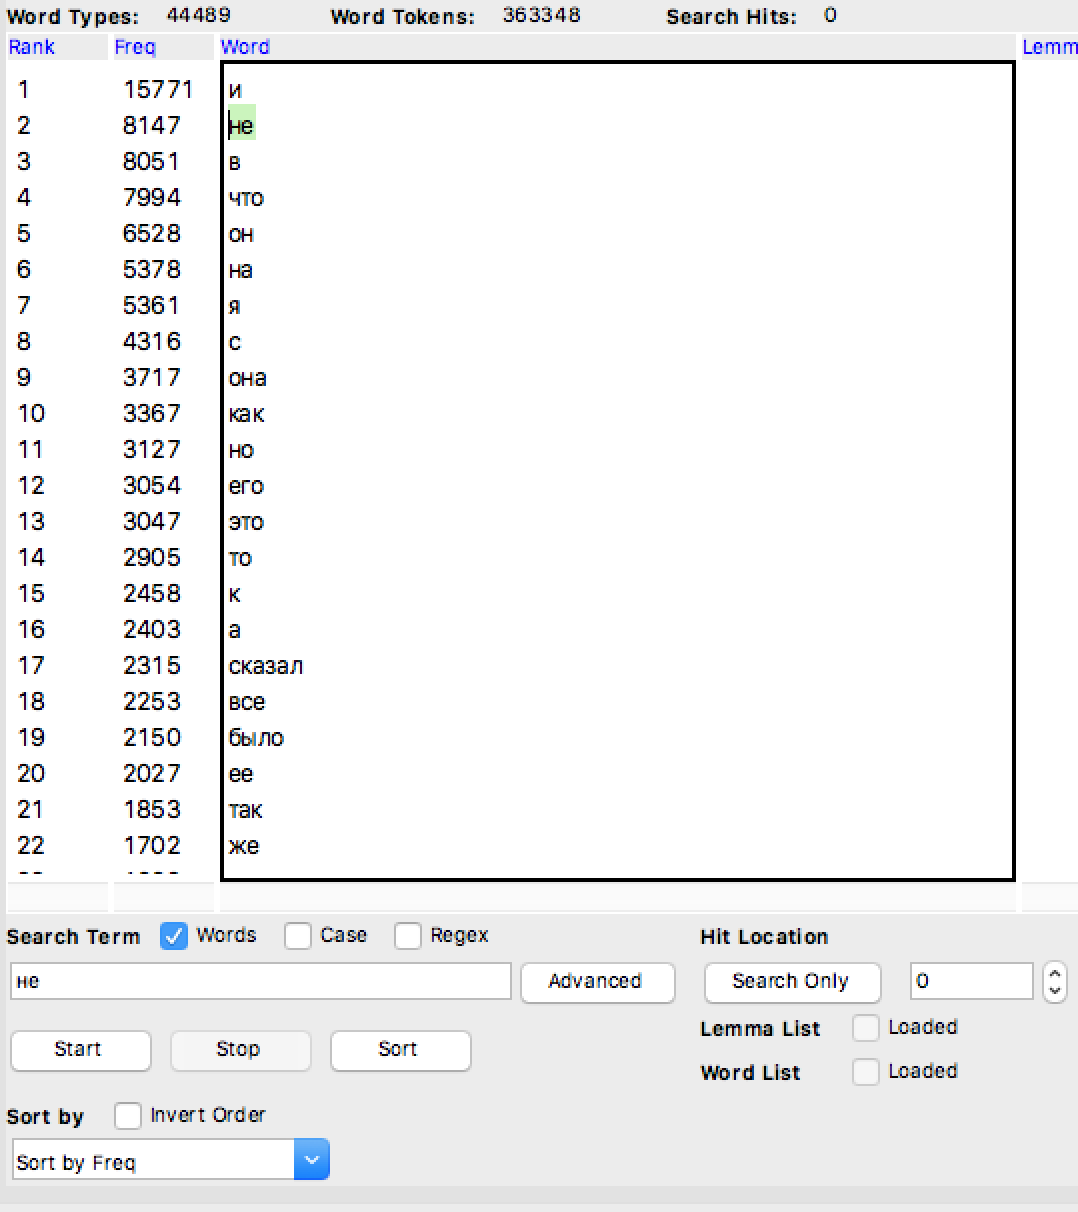 Word Types: 44489 Word Tokens: 363348 Search Hits: 0
Rank Freq Word Lemm
1 15771 и
2 8147 не
3 8051 в
4 7994 что
5 6528 он
6 5378 на
7 5361 я
8 4316 с
9 3717 она
10 3367 как
11 3127 но
12 3054 его
13 3047 это
14 2905 то
15 2458 к
16 2403 а
17 2315 сказал
18 2253 все
19 2150 было
20 2027 ее
21 1853 так
22 1702 же
Search Term Words Case Regex Hit Location
не Advanced Search Only 0
Lemma List Loaded
Start Stop Sort
Word List Loaded
Sort by Invert Order
Sort by Freq